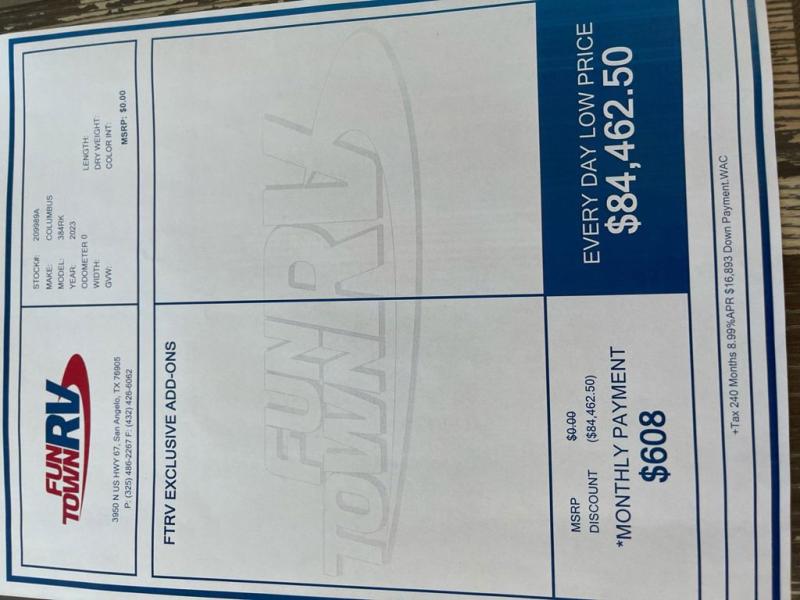 FUN
TOWN RV
3950 N US HWY 67, San Angelo, TX 76905
P: (325) 486-2267 F: (432) 426-6062
STOCK#: 209989A
MAKE: COLUMBUS
MODEL: 384RK
YEAR: 2023
ODOMETER 0
WIDTH: LENGTH:
GVW: DRY WEIGHT:
COLOR INT:
MSRP: $0.00
FTRV EXCLUSIVE ADD-ONS
FUN
TOWN RV
MSRP $0.00
DISCOUNT ($84,462.50)
*MONTHLY PAYMENT
$608
EVERY DAY LOW PRICE
$84,462.50
+Tax 240 Months 8.99%APR $16,893 Down Payment.WAC